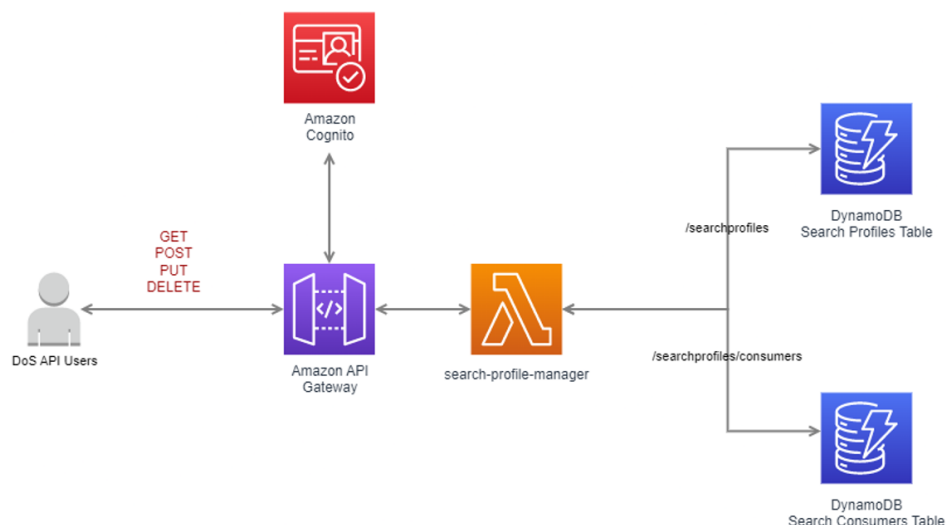 Amazon
Cognito
GET
POST
PUT
DELETE
DoS API Users
Amazon API
Gateway
search-profile-manager
/searchprofiles
/searchprofiles/consumers
DynamoDB
Search Profiles Table
DynamoDB
Search Consumers Table